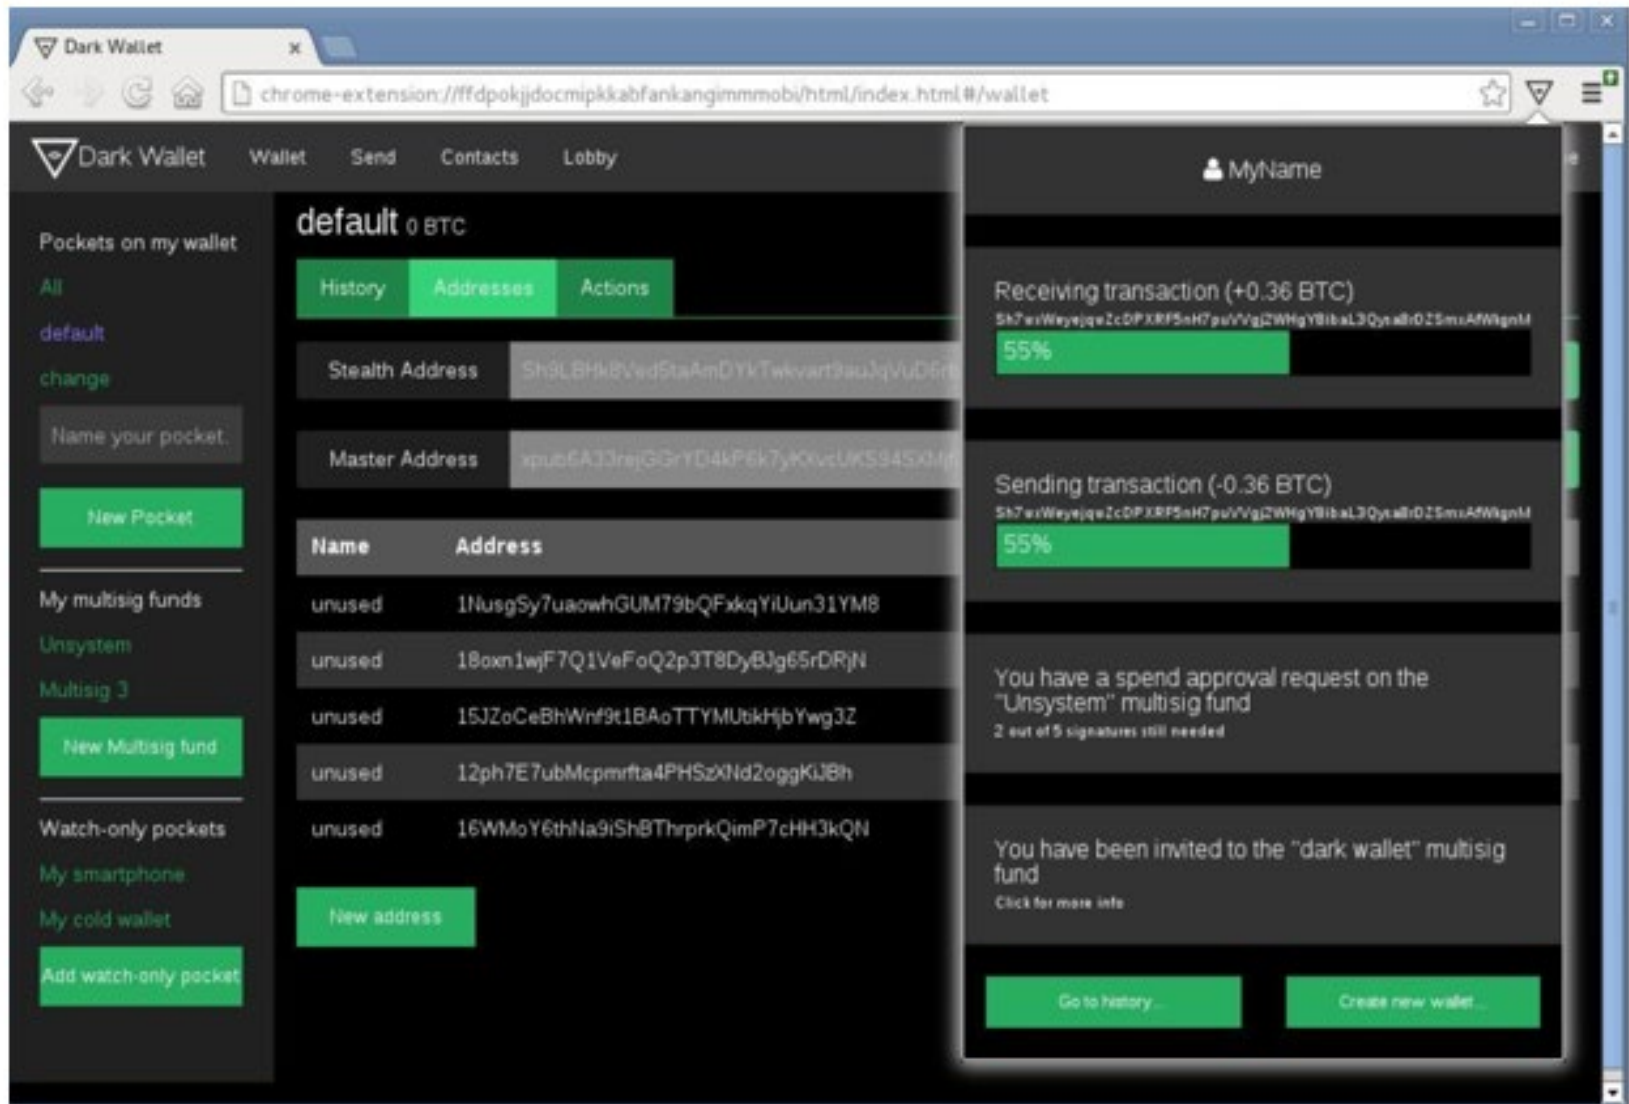 Dark Wallet
chrome-extension://ffdpokjjdocmipkkabfankangimmmobi/html/index.html#/wallet
Dark Wallet Wallet Send Contacts Lobby
Pockets on my wallet
All
default
change
Name your pocket.
New Pocket
My multisig funds
Unsystem
Multisig 3
New Multisig fund
Watch-only pockets
My smartphone
My cold wallet
Add watch-only pocket
default 0 BTC
History Addresses Actions
Stealth Address
Master Address
Name Address
unused 1NusgSy7uaowhGUM79bQFxkqYiUun31YM8
unused 18oxn1wjF7Q1VeFoQ2p3T8DyBJg65rDRjN
unused 15JZoCeBhWnf9t1BAoTTYMUtikHjbYwg3Z
unused 12ph7E7ubMcpmrfta4PHSzXNd2oggKiJBh
unused 16WMoY6thNa9iShBThrprkQimP7cHH3kQN
New address
MyName
Receiving transaction (+0.36 BTC)
55%
Sending transaction (-0.36 BTC)
55%
You have a spend approval request on the
"Unsystem" multisig fund
2 out of 5 signatures still needed
You have been invited to the "dark wallet" multisig
fund
Click for more info
Go to history...
Create new wallet...